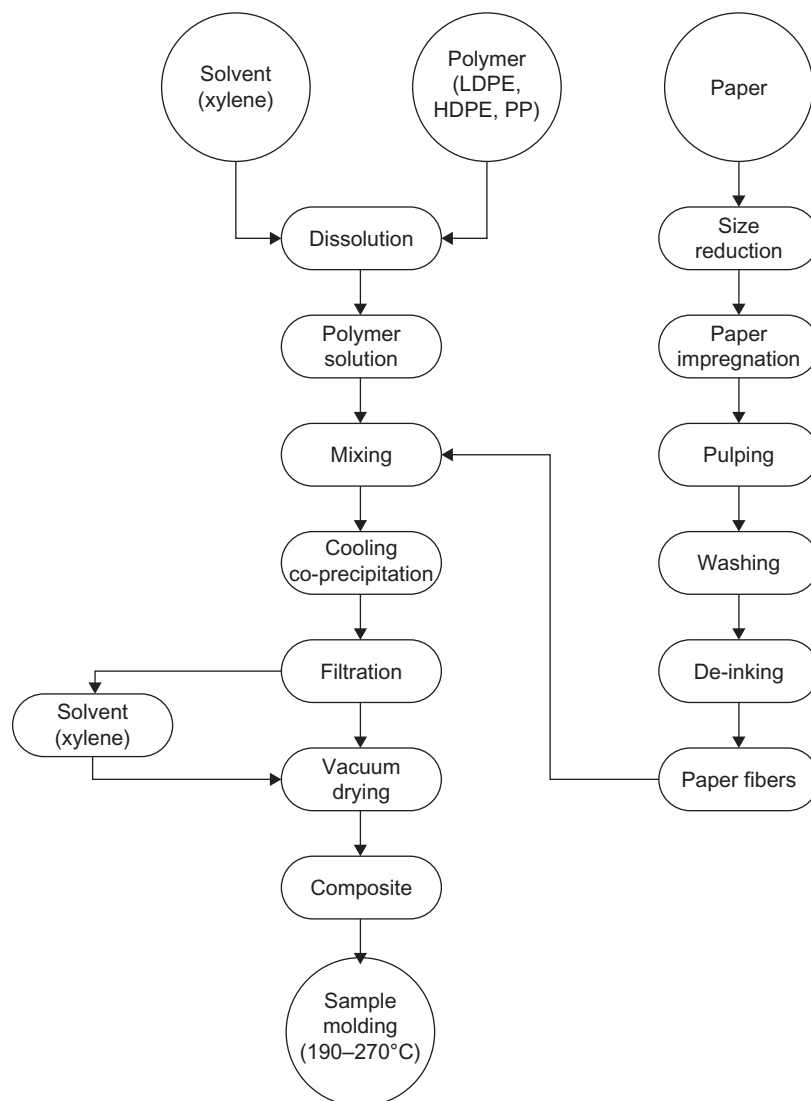 Solvent
(xylene)
Polymer
(LDPE,
HDPE, PP)
Paper
Dissolution
Size
reduction
Polymer
solution
Paper
impregnation
Mixing
Pulping
Cooling
co-precipitation
Washing
Filtration
De-inking
Solvent
(xylene)
Vacuum
drying
Paper fibers
Composite
Sample
molding
(190–270°C)